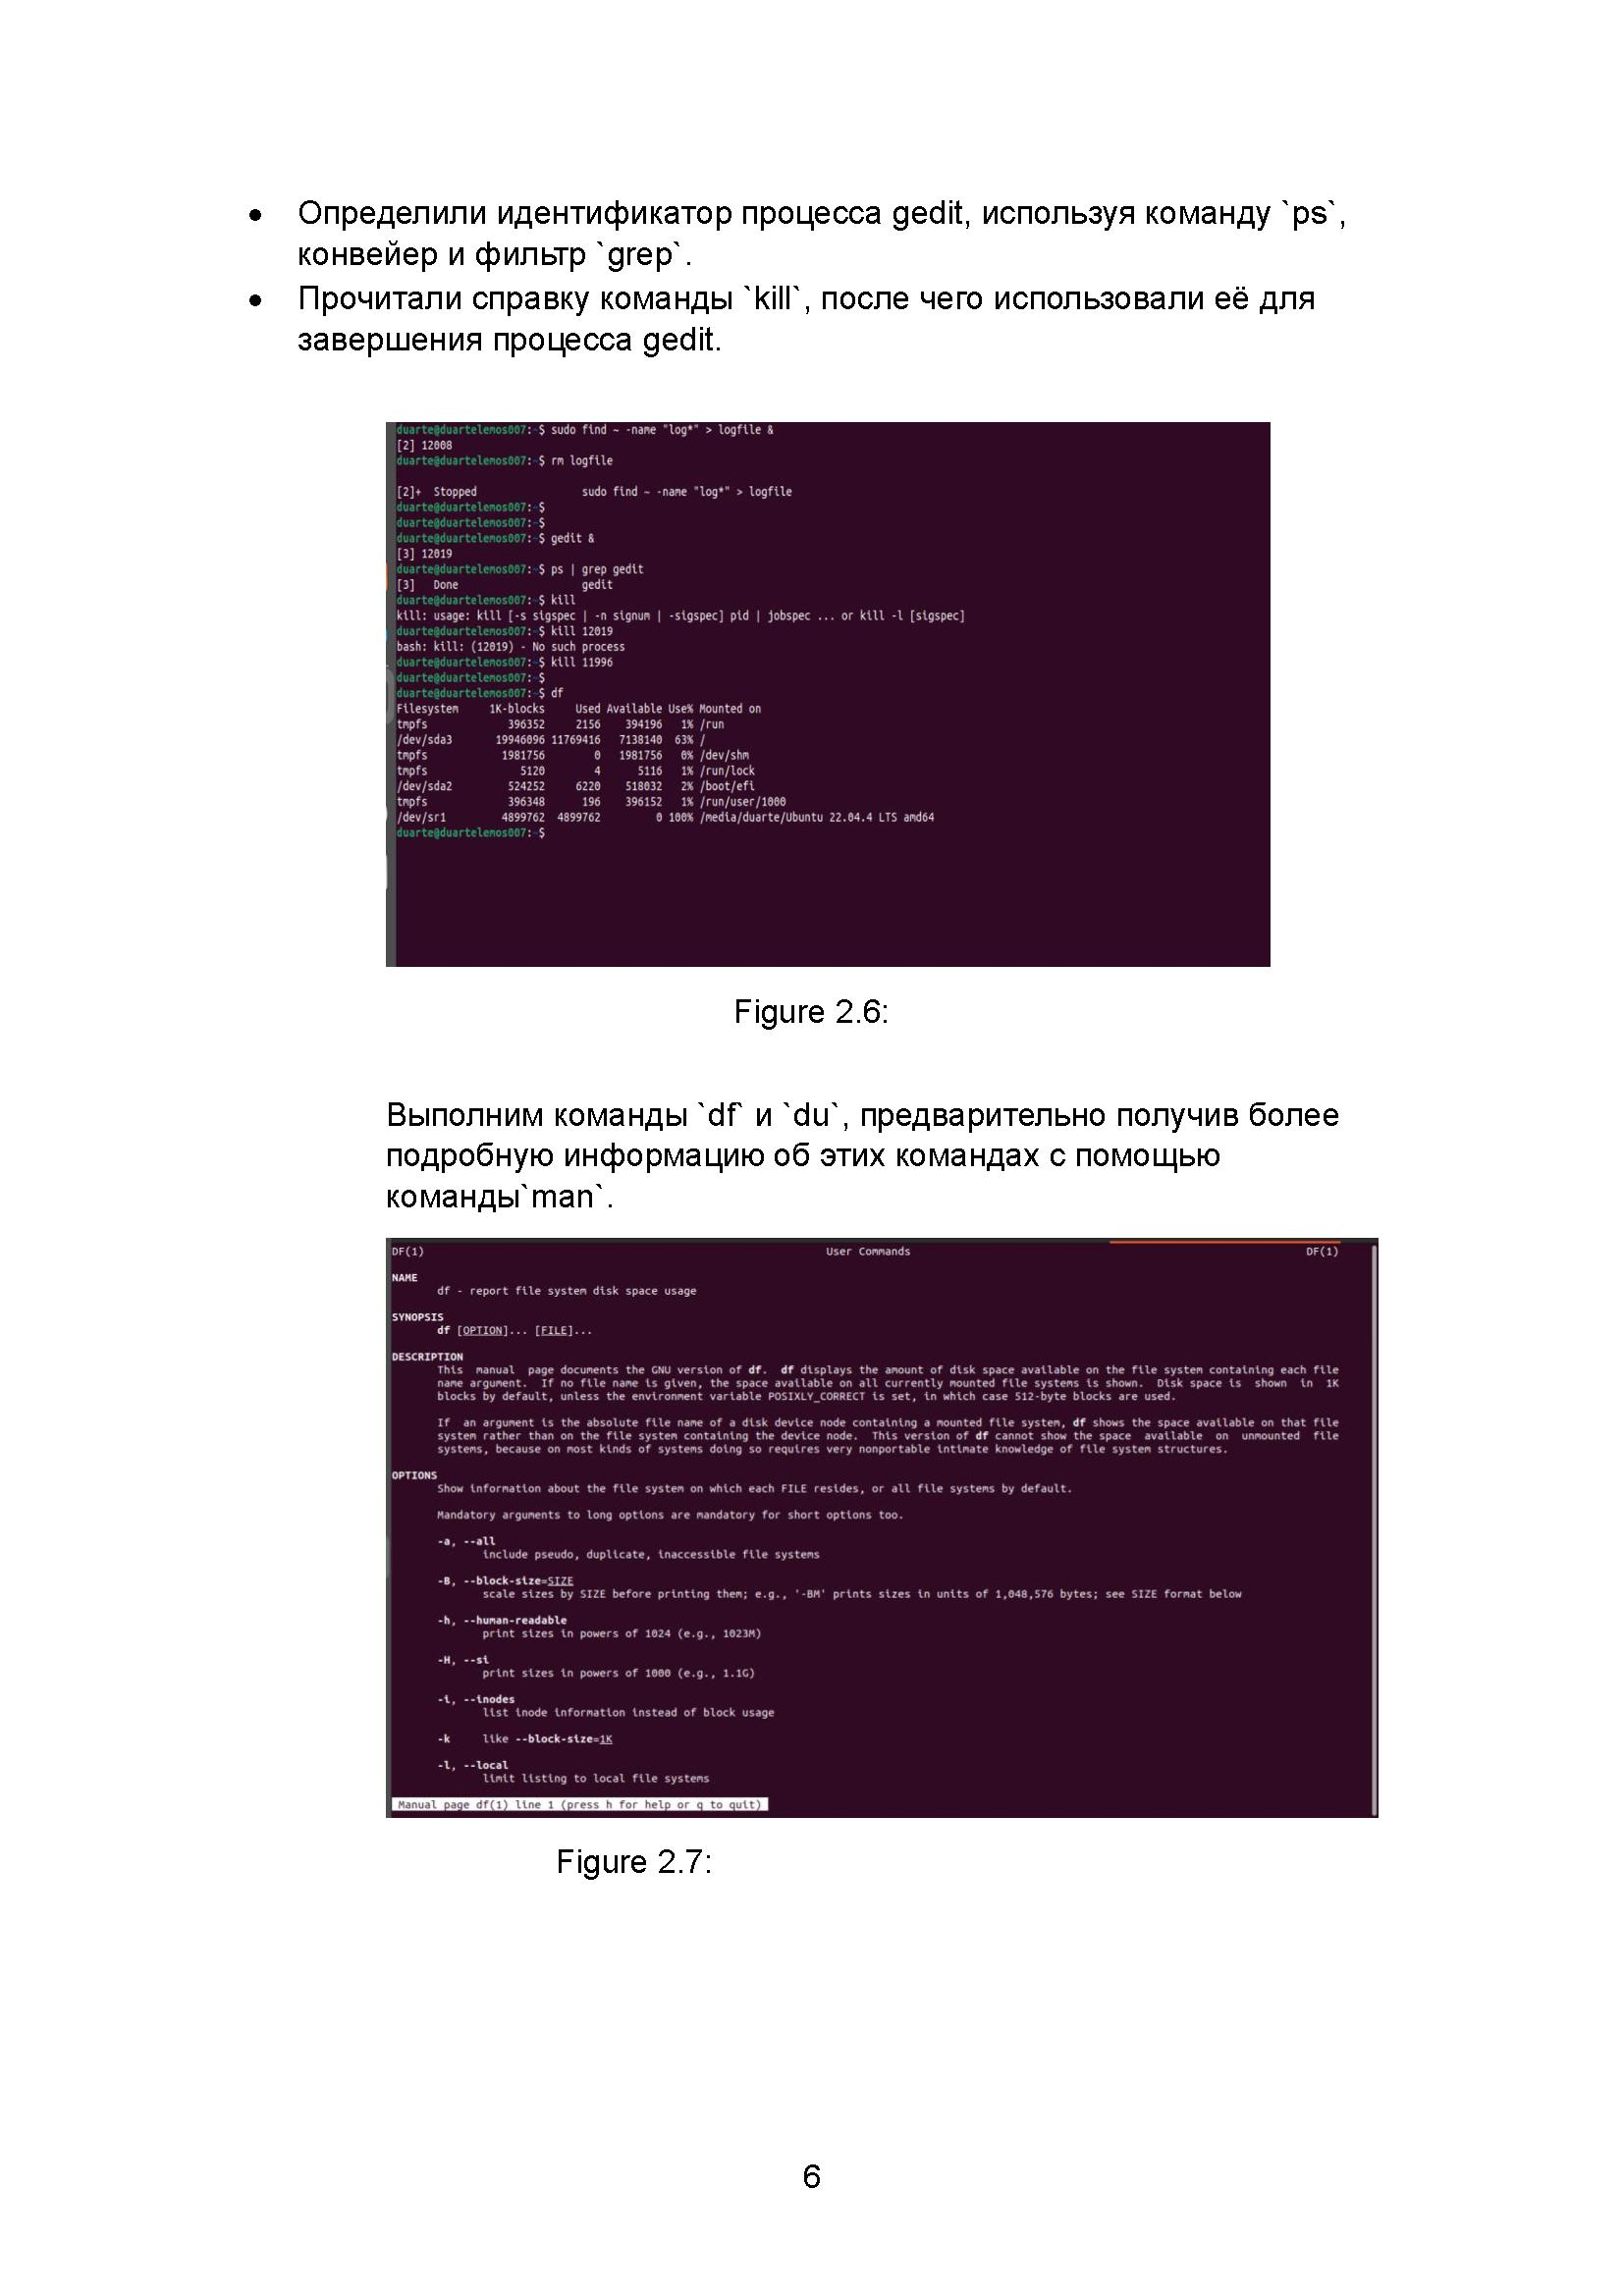 • Определили идентификатор процесса gedit, используя команду `ps`,
конвейер и фильтр `grep`.
• Прочитали справку команды `kill`, после чего использовали её для
завершения процесса gedit.
duarte@duartelemos007:~$ sudo find ~ -name "log*" > logfile &
[2] 12008
duarte@duartelemos007:~$ rm logfile
[2]+  Stopped                 sudo find ~ -name "log*" > logfile
duarte@duartelemos007:~$
duarte@duartelemos007:~$
duarte@duartelemos007:~$ gedit &
[3] 12019
duarte@duartelemos007:~$ ps | grep gedit
[3]   Done                    gedit
duarte@duartelemos007:~$ kill
kill: usage: kill [-s sigspec | -n signum | -sigspec] pid | jobspec ... or kill -l [sigspec]
duarte@duartelemos007:~$ kill 12019
bash: kill: (12019) - No such process
duarte@duartelemos007:~$ kill 11996
duarte@duartelemos007:~$
duarte@duartelemos007:~$ df
Filesystem     1K-blocks     Used Available Use% Mounted on
tmpfs             396352     2156    394196   1% /run
/dev/sda3       19946096 11769416   7138140  63% /
tmpfs            1981756        0   1981756   0% /dev/shm
tmpfs               5120        4      5116   1% /run/lock
/dev/sda2         524252     6220    518032   2% /boot/efi
tmpfs             396348      196    396152   1% /run/user/1000
/dev/sr1         4899762  4899762         0 100% /media/duarte/Ubuntu 22.04.4 LTS amd64
duarte@duartelemos007:~$
Figure 2.6:
Выполним команды `df` и `du`, предварительно получив более
подробную информацию об этих командах с помощью
команды`man`.
DF(1) User Commands DF(1)
NAME
df - report file system disk space usage
SYNOPSIS
df [OPTION]... [FILE]...
DESCRIPTION
This manual page documents the GNU version of df. df displays the amount of disk space available on the file system containing each file
name argument. If no file name is given, the space available on all currently mounted file systems is shown. Disk space is shown in 1K
blocks by default, unless the environment variable POSIXLY_CORRECT is set, in which case 512-byte blocks are used.
If an argument is the absolute file name of a disk device node containing a mounted file system, df shows the space available on that file
system rather than on the file system containing the device node. This version of df cannot show the space available on unmounted file
systems, because on most kinds of systems doing so requires very nonportable intimate knowledge of file system structures.
OPTIONS
Show information about the file system on which each FILE resides, or all file systems by default.
Mandatory arguments to long options are mandatory for short options too.
-a, --all
include pseudo, duplicate, inaccessible file systems
-B, --block-size=SIZE
scale sizes by SIZE before printing them; e.g., '-BM' prints sizes in units of 1,048,576 bytes; see SIZE format below
-h, --human-readable
print sizes in powers of 1024 (e.g., 1023M)
-H, --si
print sizes in powers of 1000 (e.g., 1.1G)
-i, --inodes
list inode information instead of block usage
-k like --block-size=1K
-l, --local
limit listing to local file systems
Manual page df(1) line 1 (press h for help or q to quit)
Figure 2.7:
6